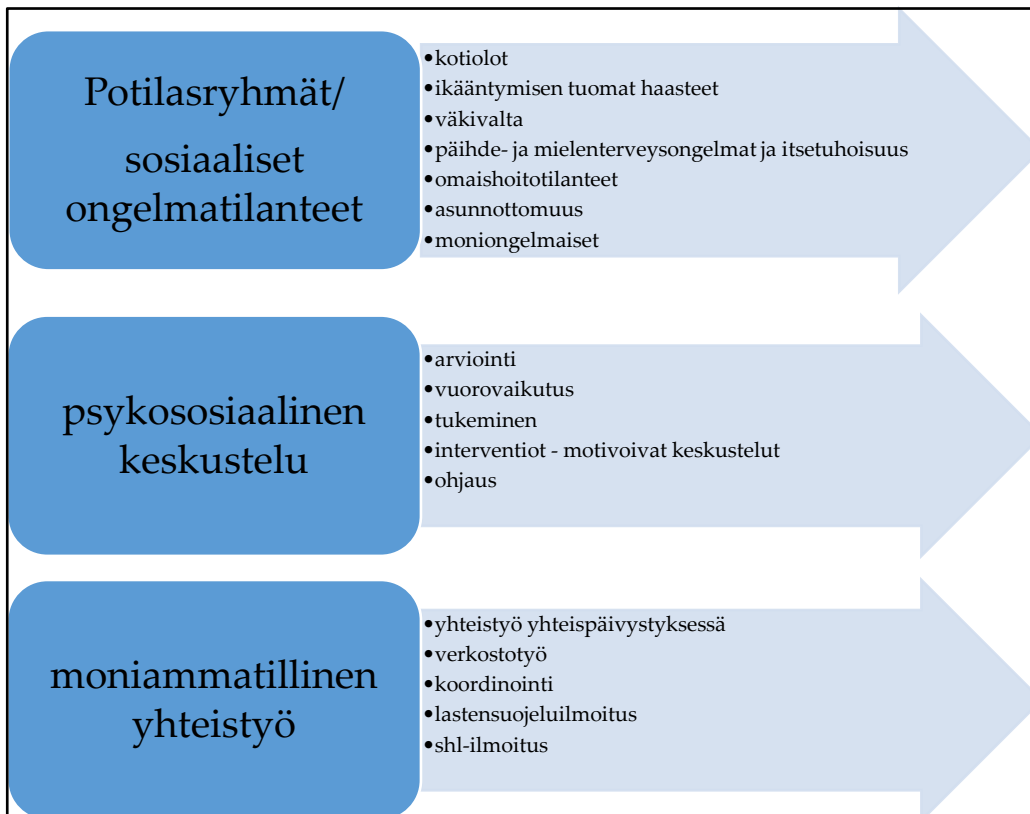 Potilasryhmät/
sosiaaliset
ongelmatilanteet
•kotiolot
•ikääntymisen tuomat haasteet
•väkivalta
•päihde- ja mielenterveysongelmat ja itsetuhoisuus
•omaishoitotilanteet
•asunnottomuus
•moniongelmaiset
psykososiaalinen
keskustelu
•arviointi
•vuorovaikutus
•tukeminen
•interventiot - motivoivat keskustelut
•ohjaus
moniammatillinen
yhteistyö
•yhteistyö yhteispäivystyksessä
•verkostotyö
•koordinointi
•lastensuojeluilmoitus
•shl-ilmoitus